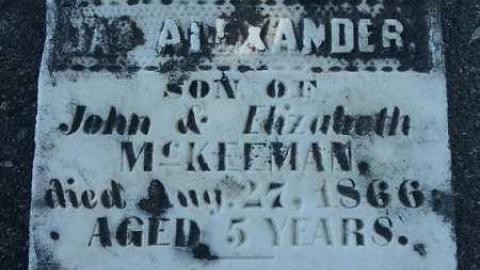 ALEXANDER
SON OF
John & Elizabeth
McKEEMAN,
died Aug. 27, 1866,
AGED 5 YEARS.